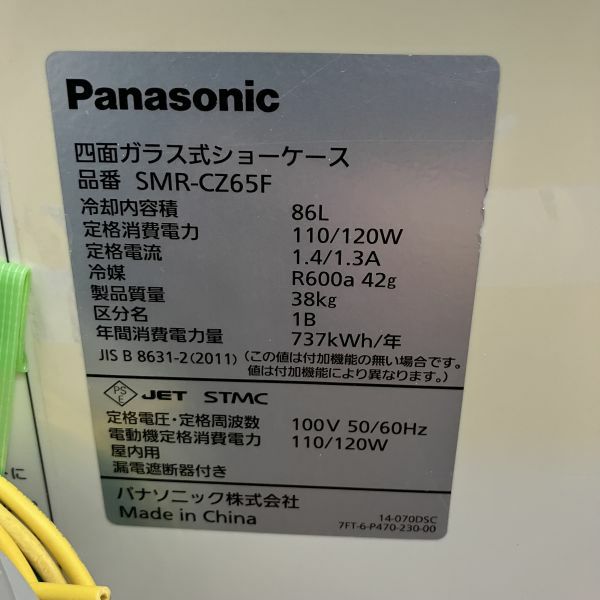 Panasonic
四面ガラス式ショーケース
品番 SMR-CZ65F
冷却内容積 86L
定格消費電力 110/120W
定格電流 1.4/1.3A
冷媒 R600a 42g
製品質量 38kg
区分名 1B
年間消費電力量 737kWh/年
JIS B 8631-2(2011) (この値は付加機能の無い場合です。
値は付加機能により異なります。)
PSE JET STMC
定格電圧・定格周波数 100V 50/60Hz
電動機定格消費電力 110/120W
屋内用
漏電遮断器付き
パナソニック株式会社
Made in China
14-070DSC
7FT-6-P470-230-00
に